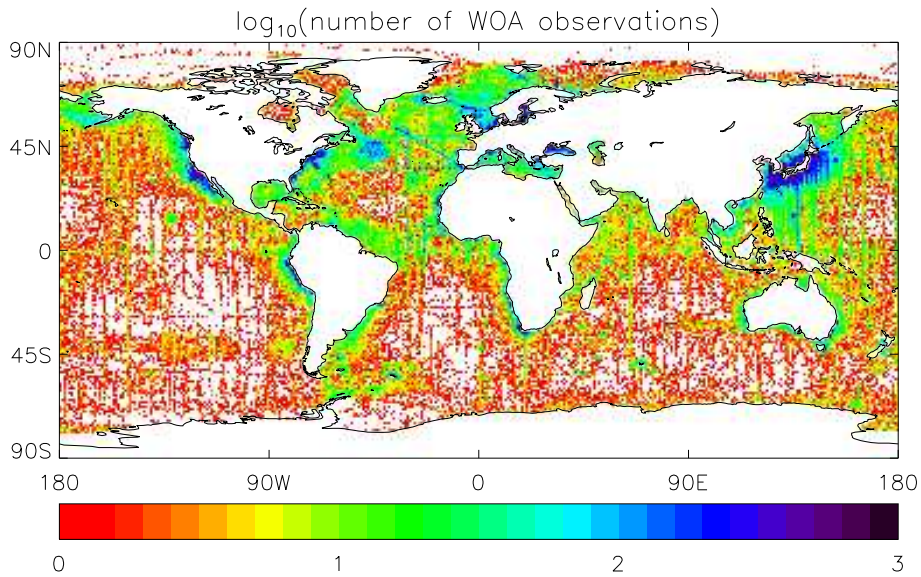 log₁₀(number of WOA observations)
90N
45N
0
45S
90S
180 90W 0 90E 180
0 1 2 3